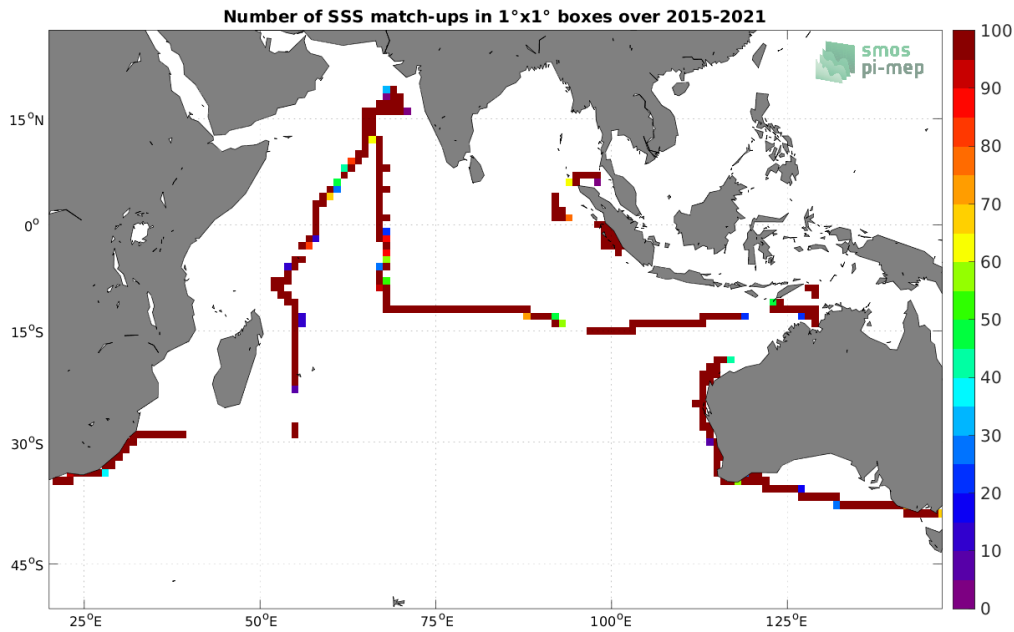 Number of SSS match-ups in 1°x1° boxes over 2015-2021
smos
pi-mep
15°N
0°
15°S
30°S
45°S
25°E
50°E
75°E
100°E
125°E
100
90
80
70
60
50
40
30
20
10
0